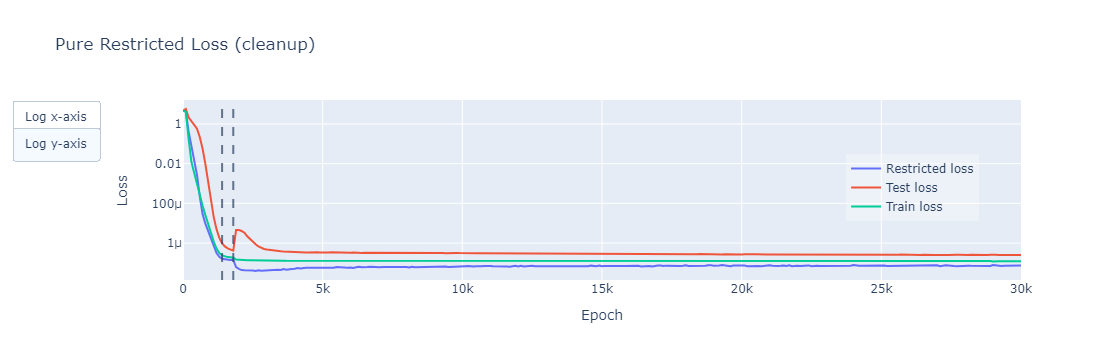 Pure Restricted Loss (cleanup)
Log x-axis
Log y-axis
Loss
1
0.01
100μ
1μ
Restricted loss
Test loss
Train loss
0 5k 10k 15k 20k 25k 30k
Epoch